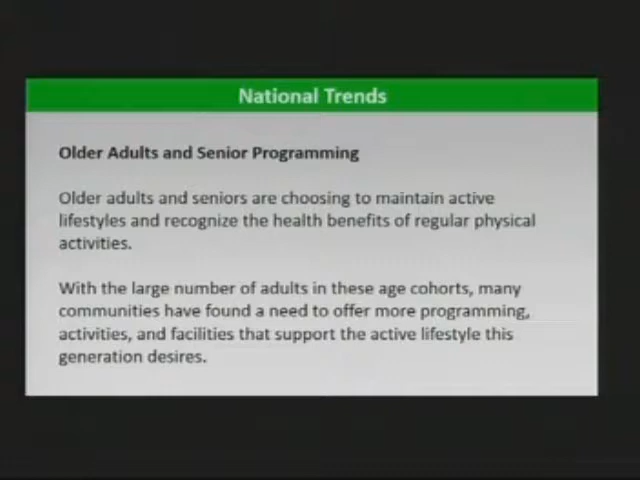 National Trends
Older Adults and Senior Programming
Older adults and seniors are choosing to maintain active
lifestyles and recognize the health benefits of regular physical
activities.
With the large number of adults in these age cohorts, many
communities have found a need to offer more programming,
activities, and facilities that support the active lifestyle this
generation desires.